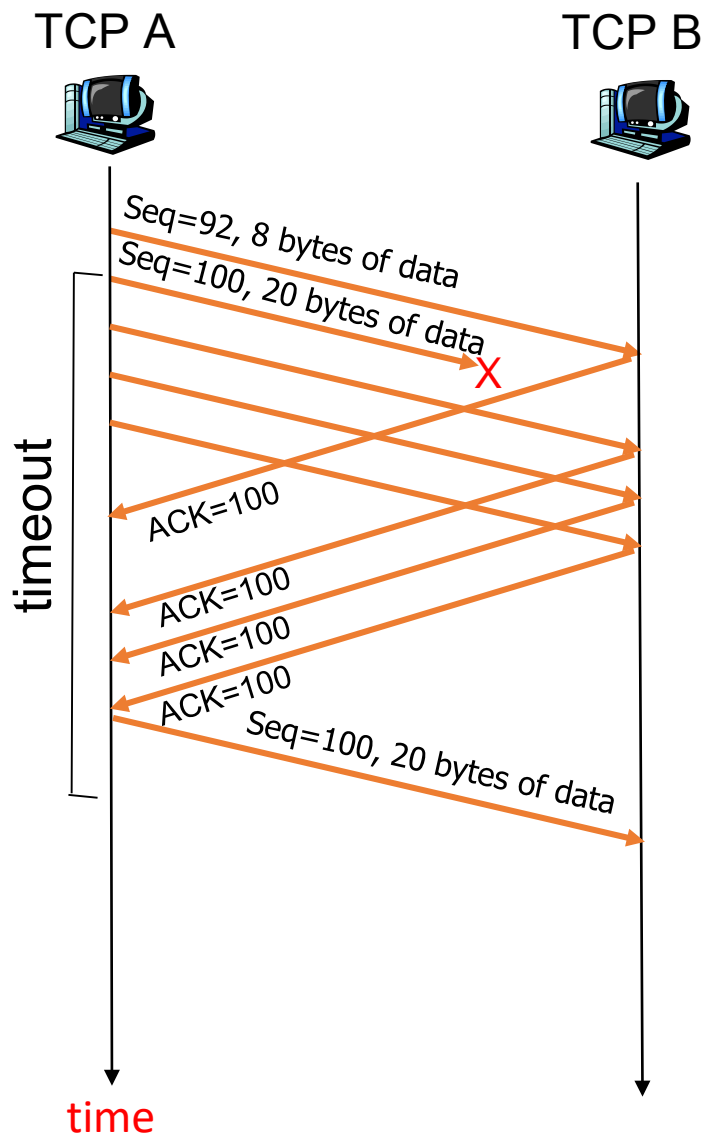 TCP A
TCP B
Seq=92, 8 bytes of data
Seq=100, 20 bytes of data
X
timeout
ACK=100
ACK=100
ACK=100
ACK=100
Seq=100, 20 bytes of data
time